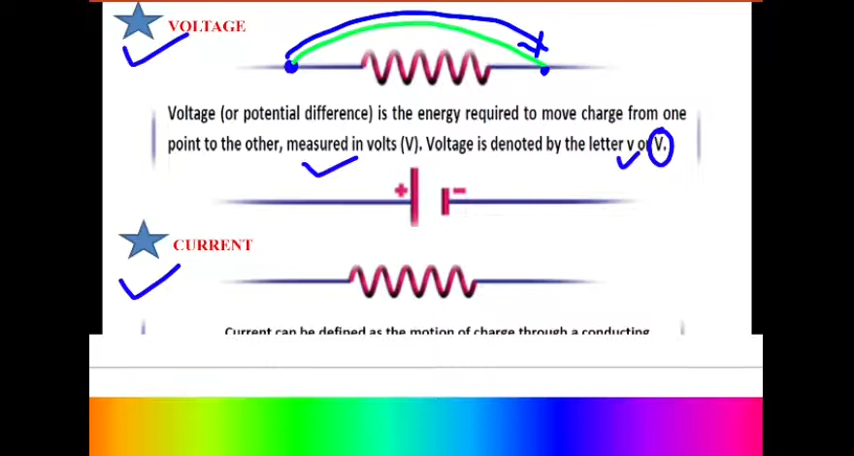 VOLTAGE
Voltage (or potential difference) is the energy required to move charge from one
point to the other, measured in volts (V). Voltage is denoted by the letter v or V.
+ -
CURRENT
Current can be defined as the motion of charge through a conducting